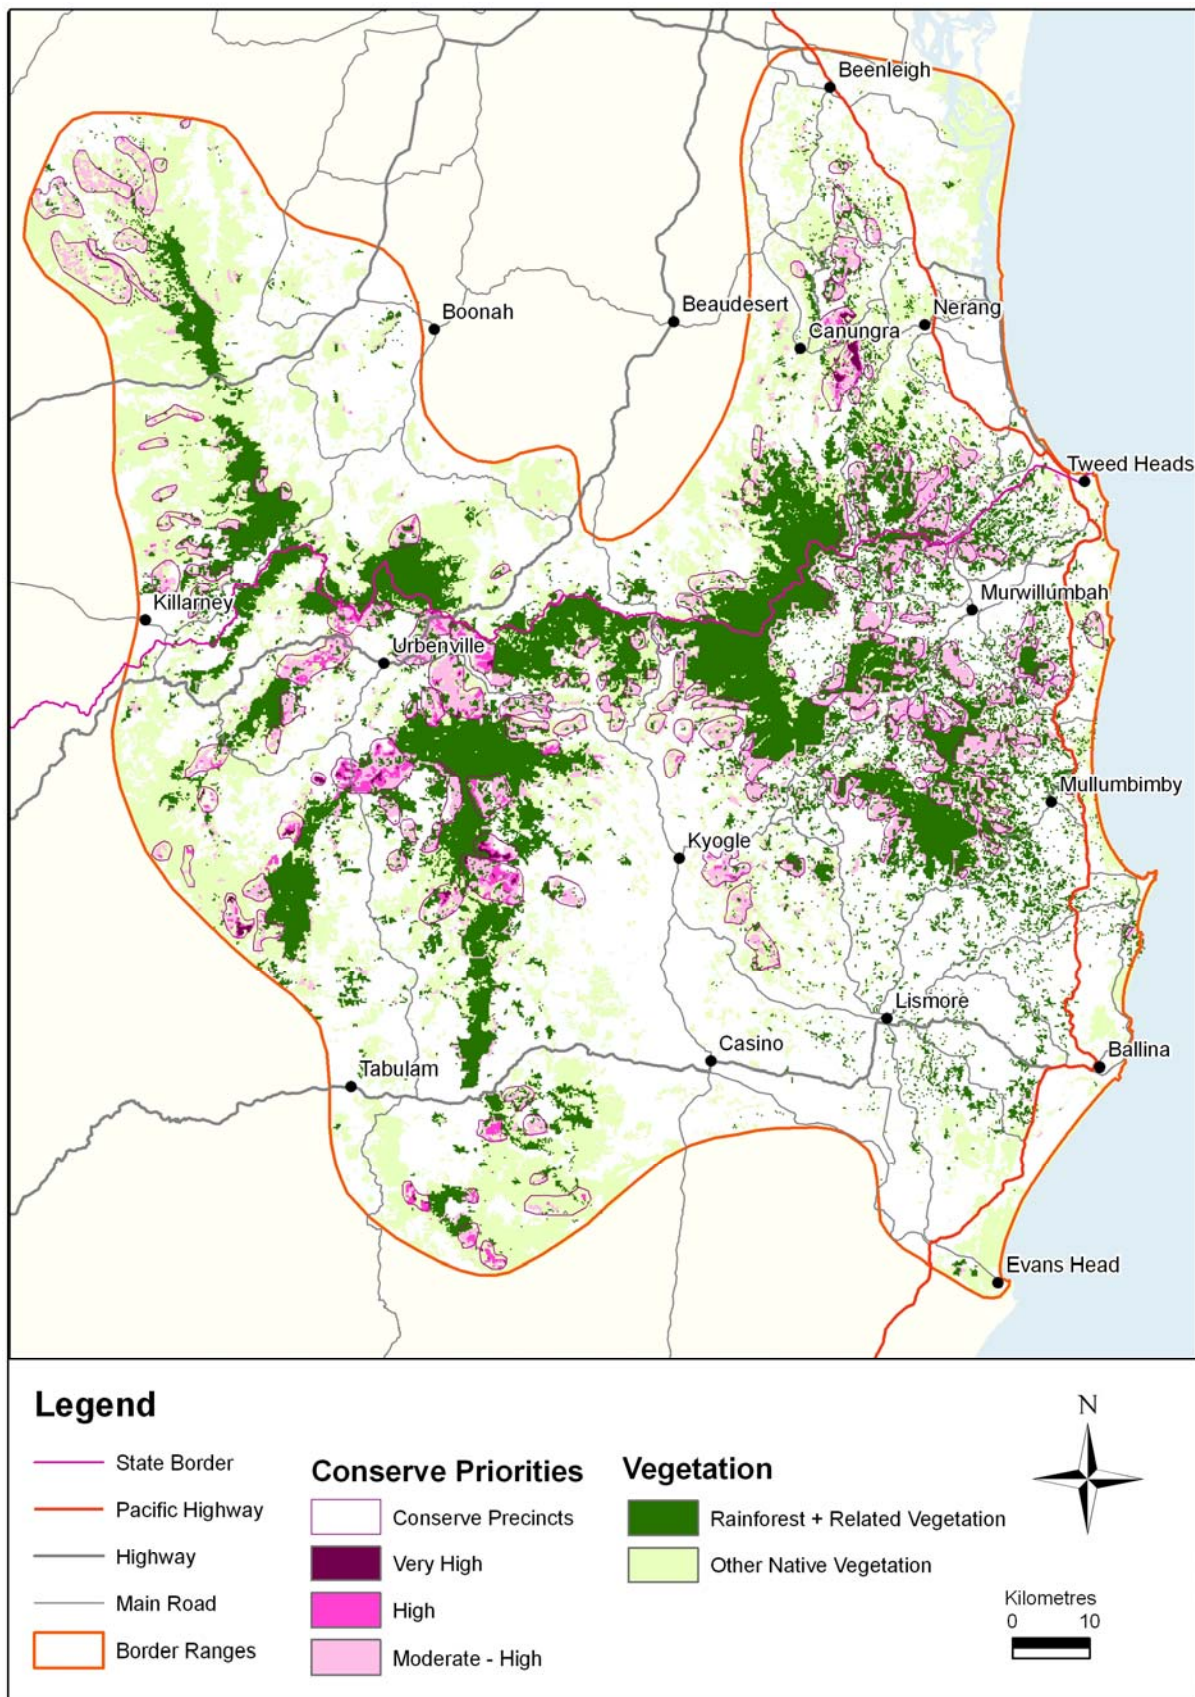 Beenleigh
Boonah
Beaudesert
Nerang
Canungra
Tweed Heads
Killarney
Murwillumbah
Urbenville
Mullumbimby
Kyogle
Lismore
Casino
Ballina
Tabulam
Evans Head
Legend
State Border
Pacific Highway
Highway
Main Road
Border Ranges
Conserve Priorities
Conserve Precincts
Very High
High
Moderate - High
Vegetation
Rainforest + Related Vegetation
Other Native Vegetation
N
Kilometres
0 10